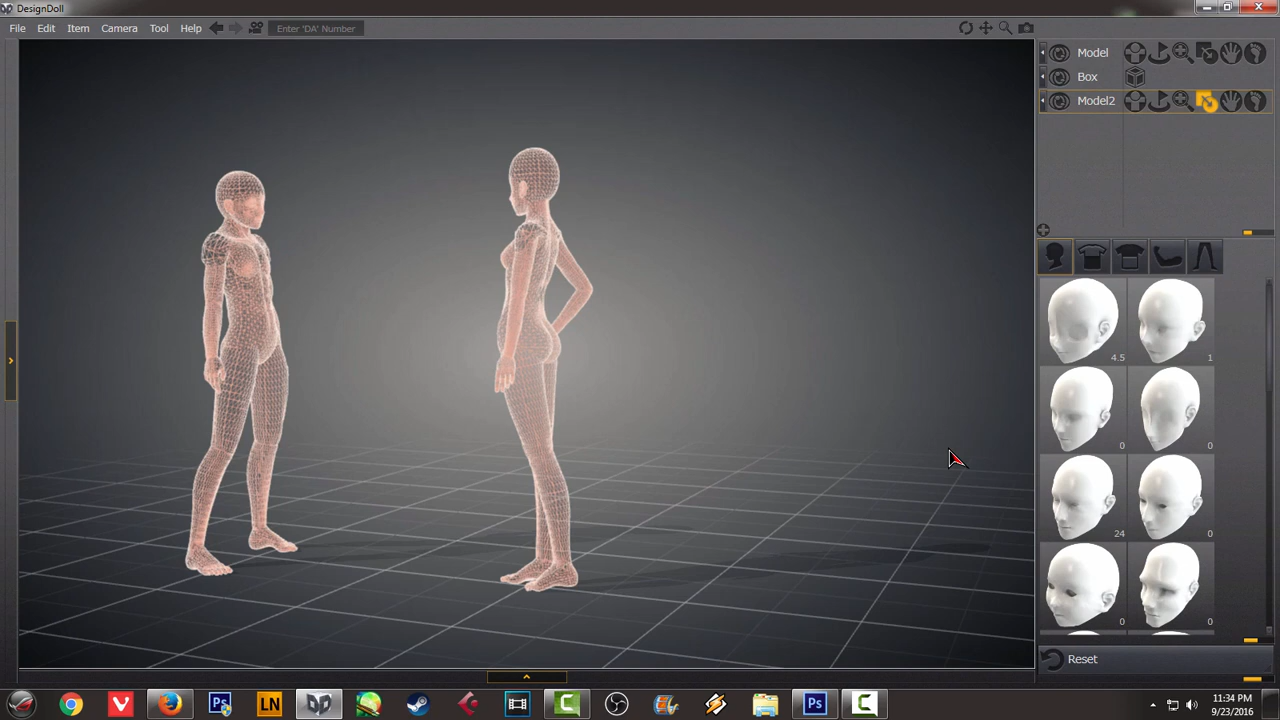 DesignDoll
File Edit Item Camera Tool Help Enter 'DA' Number
Model
Box
Model2
4.5 1
0 0
24 0
0 0
Reset
11:34 PM
9/23/2016